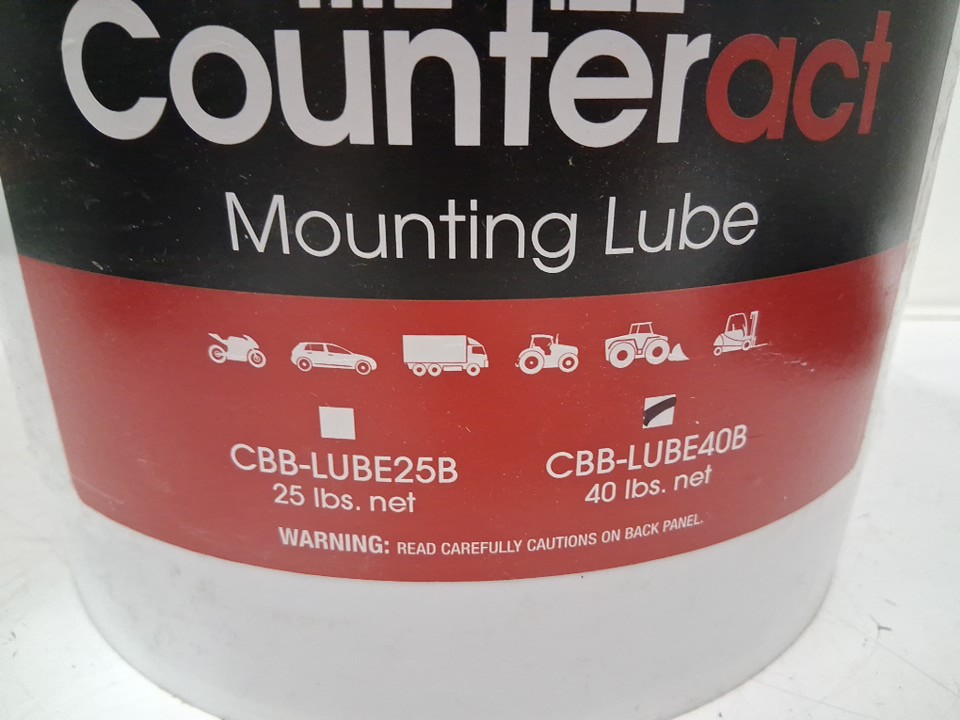 Counteract
Mounting Lube
CBB-LUBE25B
25 lbs. net
CBB-LUBE40B
40 lbs. net
WARNING: READ CAREFULLY CAUTIONS ON BACK PANEL.